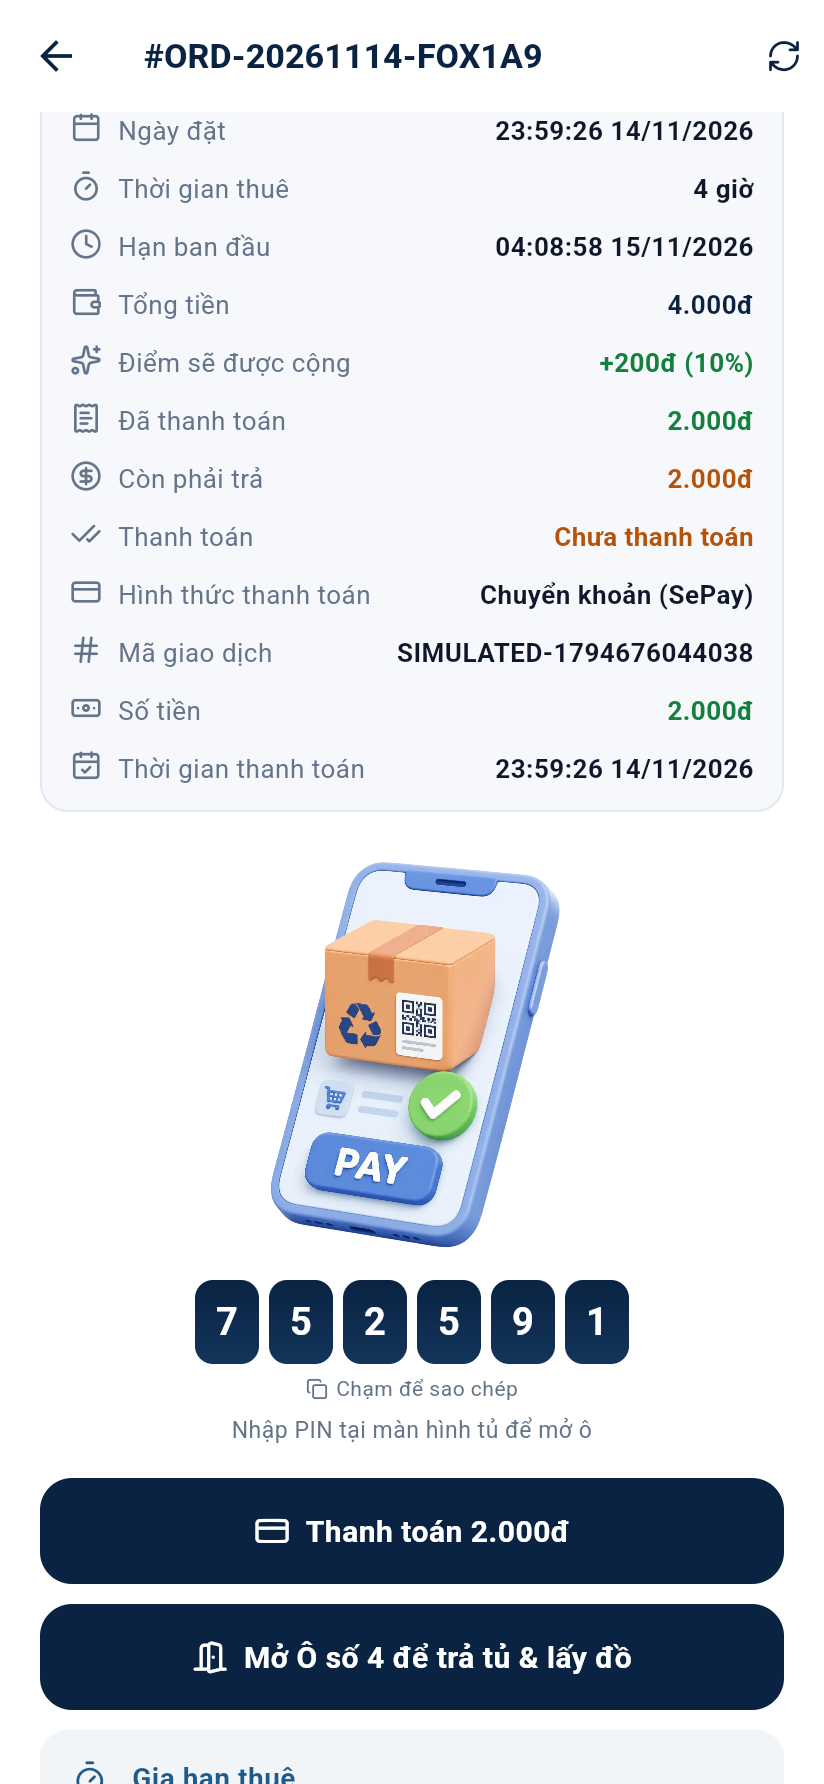 #ORD-20261114-FOX1A9
Ngày đặt 23:59:26 14/11/2026
Thời gian thuê 4 giờ
Hạn ban đầu 04:08:58 15/11/2026
Tổng tiền 4.000đ
Điểm sẽ được cộng +200đ (10%)
Đã thanh toán 2.000đ
Còn phải trả 2.000đ
Thanh toán Chưa thanh toán
Hình thức thanh toán Chuyển khoản (SePay)
Mã giao dịch SIMULATED-1794676044038
Số tiền 2.000đ
Thời gian thanh toán 23:59:26 14/11/2026
PAY
7 5 2 5 9 1
Chạm để sao chép
Nhập PIN tại màn hình tủ để mở ô
Thanh toán 2.000đ
Mở Ô số 4 để trả tủ & lấy đồ
Gia hạn thuê